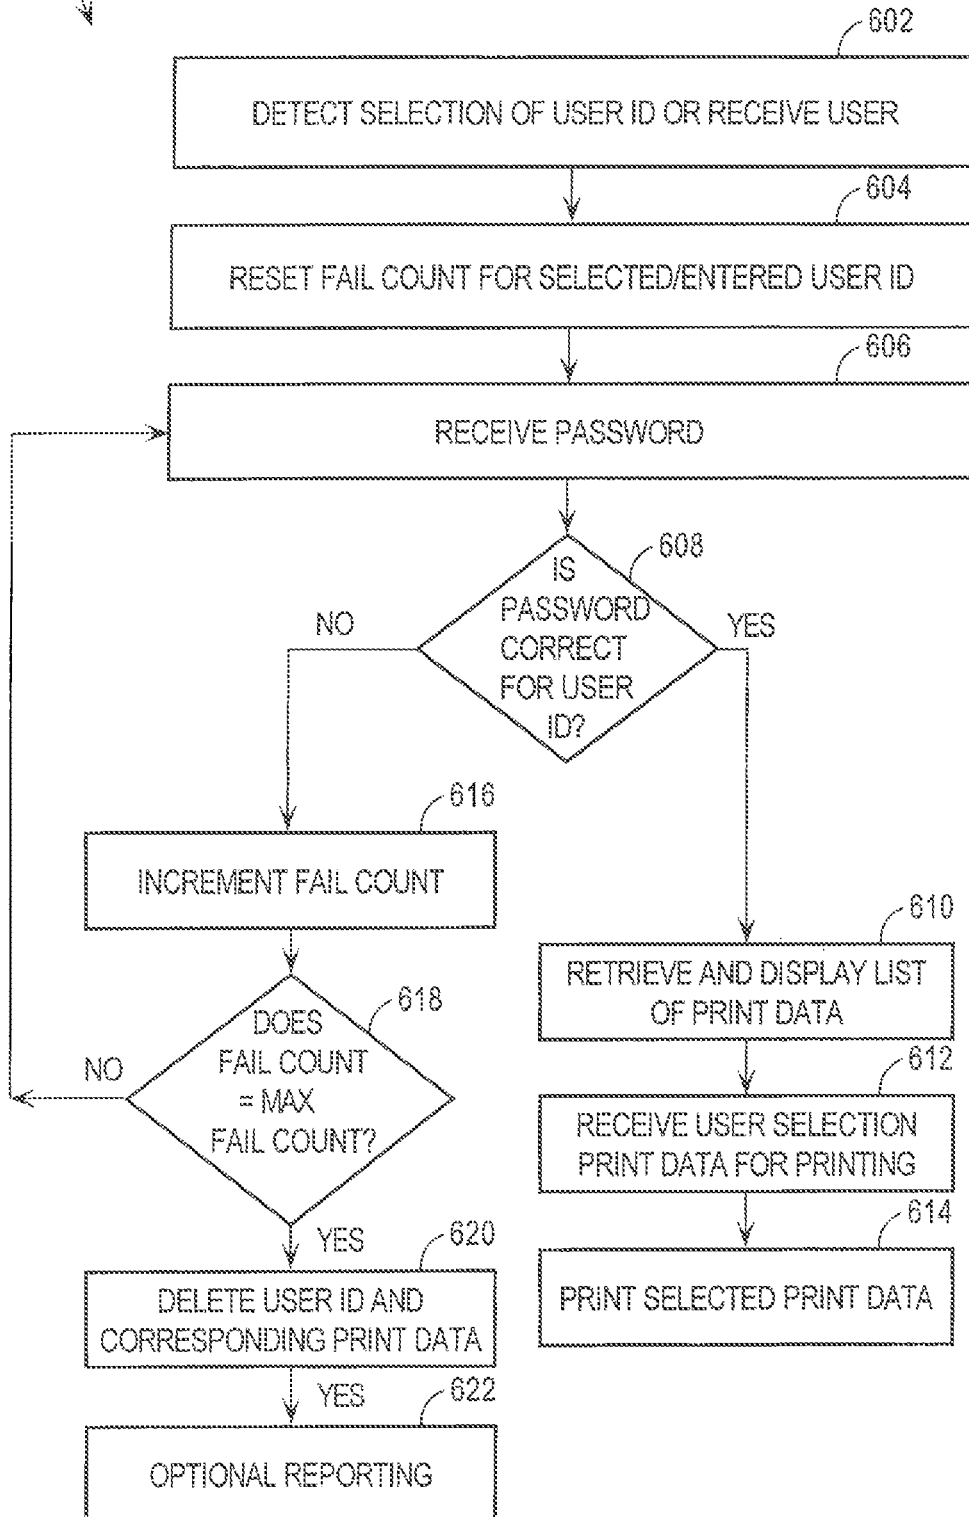 602
DETECT SELECTION OF USER ID OR RECEIVE USER
604
RESET FAIL COUNT FOR SELECTED/ENTERED USER ID
606
RECEIVE PASSWORD
608
IS
PASSWORD
CORRECT
FOR USER
ID?
NO
YES
616
INCREMENT FAIL COUNT
610
RETRIEVE AND DISPLAY LIST
OF PRINT DATA
618
DOES
FAIL COUNT
= MAX
FAIL COUNT?
NO
612
RECEIVE USER SELECTION
PRINT DATA FOR PRINTING
614
PRINT SELECTED PRINT DATA
YES
620
DELETE USER ID AND
CORRESPONDING PRINT DATA
YES
622
OPTIONAL REPORTING